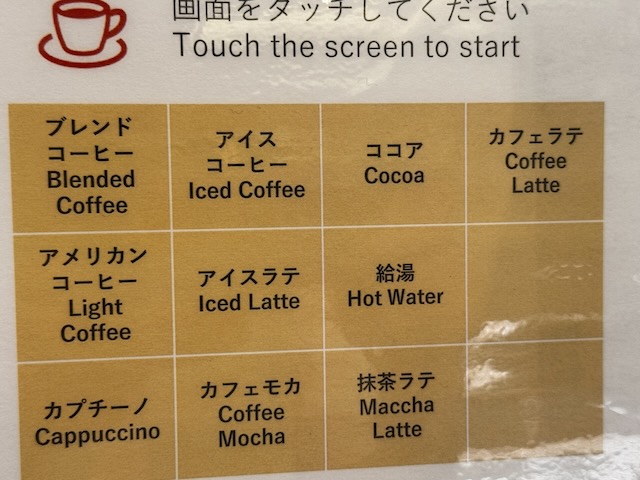 画面をタッチしてください
Touch the screen to start
ブレンド
コーヒー
Blended
Coffee
アイス
コーヒー
Iced Coffee
ココア
Cocoa
カフェラテ
Coffee
Latte
アメリカン
コーヒー
Light
Coffee
アイスラテ
Iced Latte
給湯
Hot Water
カプチーノ
Cappuccino
カフェモカ
Coffee
Mocha
抹茶ラテ
Maccha
Latte